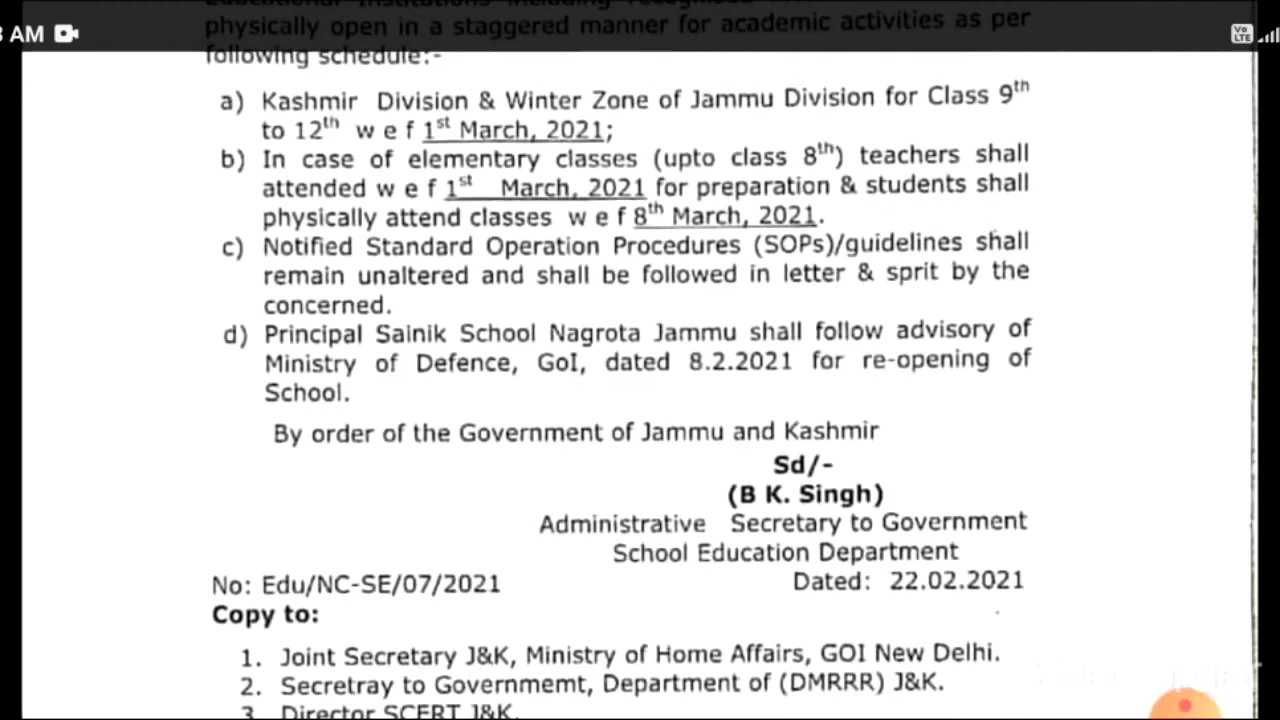 physically open in a staggered manner for academic activities as per
8 AM
Vo LTE
following schedule:-
a) Kashmir Division & Winter Zone of Jammu Division for Class 9th
to 12th w e f 1st March, 2021;
b) In case of elementary classes (upto class 8th) teachers shall
attended w e f 1st March, 2021 for preparation & students shall
physically attend classes w e f 8th March, 2021.
c) Notified Standard Operation Procedures (SOPs)/guidelines shall
remain unaltered and shall be followed in letter & sprit by the
concerned.
d) Principal Sainik School Nagrota Jammu shall follow advisory of
Ministry of Defence, GoI, dated 8.2.2021 for re-opening of
School.
By order of the Government of Jammu and Kashmir
Sd/-
(B K. Singh)
Administrative Secretary to Government
School Education Department
No: Edu/NC-SE/07/2021 Dated: 22.02.2021
Copy to:
1. Joint Secretary J&K, Ministry of Home Affairs, GOI New Delhi.
2. Secretray to Governmemt, Department of (DMRRR) J&K.
3. Director SCERT J&K.